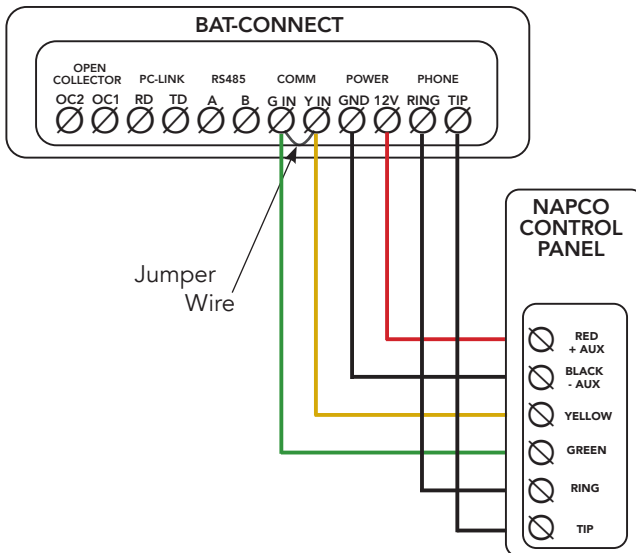 BAT-CONNECT
OPEN
COLLECTOR PC-LINK RS485 COMM POWER PHONE
OC2 OC1 RD TD A B G IN Y IN GND 12V RING TIP
Jumper
Wire
NAPCO
CONTROL
PANEL
RED
+ AUX
BLACK
- AUX
YELLOW
GREEN
RING
TIP